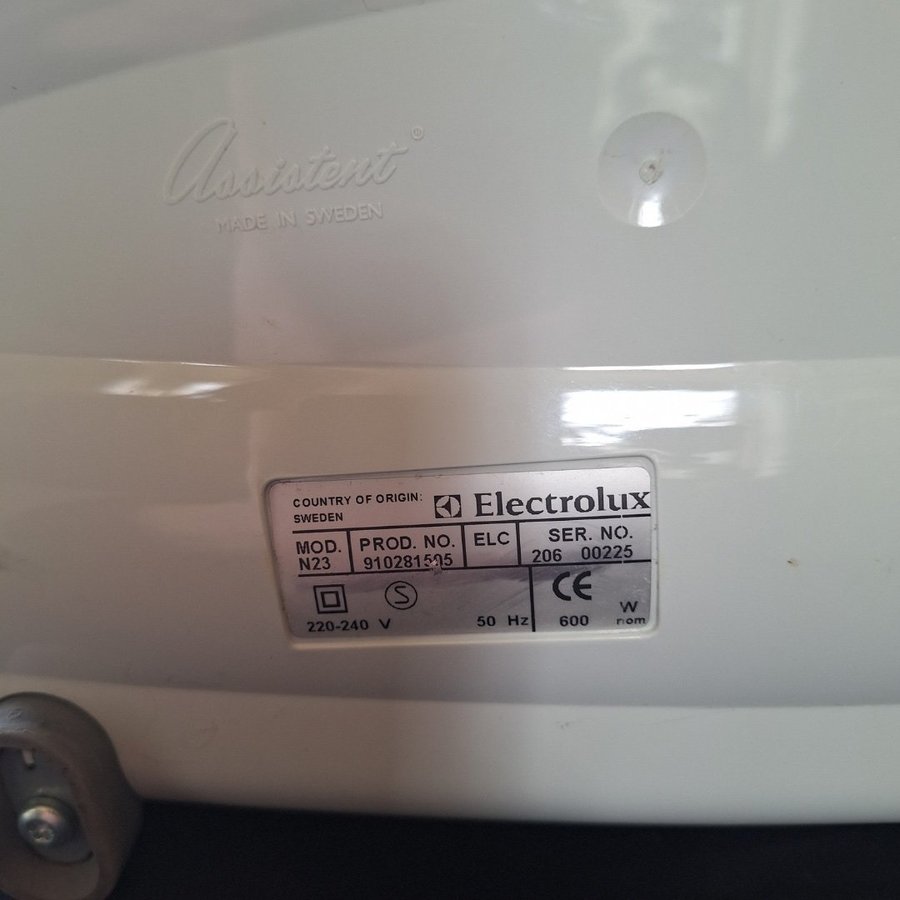 Assistent®
MADE IN SWEDEN
COUNTRY OF ORIGIN:
SWEDEN
Electrolux
MOD.
N23
PROD. NO.
910281505
ELC
SER. NO.
206 00225
S
220-240 V
50 Hz
CE
600
W
nom